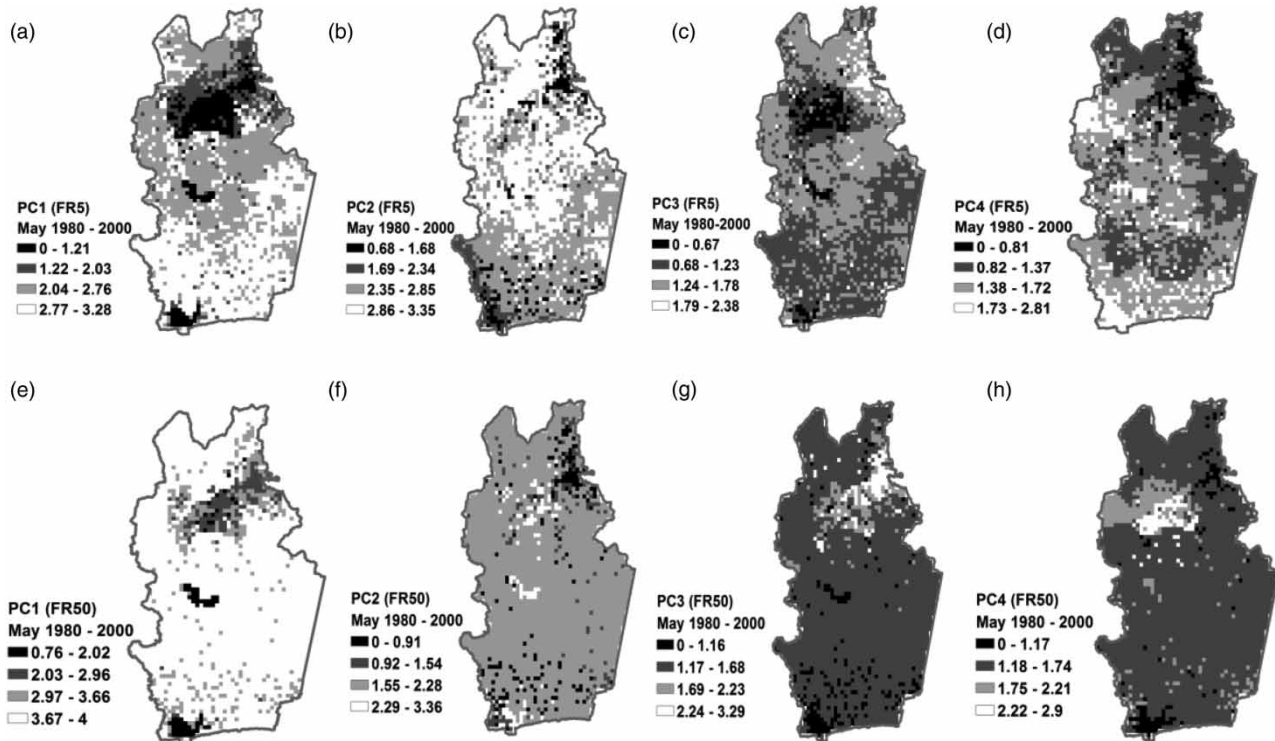 (a)
PC1 (FR5)
May 1980 - 2000
0 - 1.21
1.22 - 2.03
2.04 - 2.76
2.77 - 3.28
(b)
PC2 (FR5)
May 1980 - 2000
0.68 - 1.68
1.69 - 2.34
2.35 - 2.85
2.86 - 3.35
(c)
PC3 (FR5)
May 1980-2000
0 - 0.67
0.68 - 1.23
1.24 - 1.78
1.79 - 2.38
(d)
PC4 (FR5)
May 1980 - 2000
0 - 0.81
0.82 - 1.37
1.38 - 1.72
1.73 - 2.81
(e)
PC1 (FR50)
May 1980 - 2000
0.76 - 2.02
2.03 - 2.96
2.97 - 3.66
3.67 - 4
(f)
PC2 (FR50)
May 1980 - 2000
0 - 0.91
0.92 - 1.54
1.55 - 2.28
2.29 - 3.36
(g)
PC3 (FR50)
May 1980 - 2000
0 - 1.16
1.17 - 1.68
1.69 - 2.23
2.24 - 3.29
(h)
PC4 (FR50)
May 1980 - 2000
0 - 1.17
1.18 - 1.74
1.75 - 2.21
2.22 - 2.9